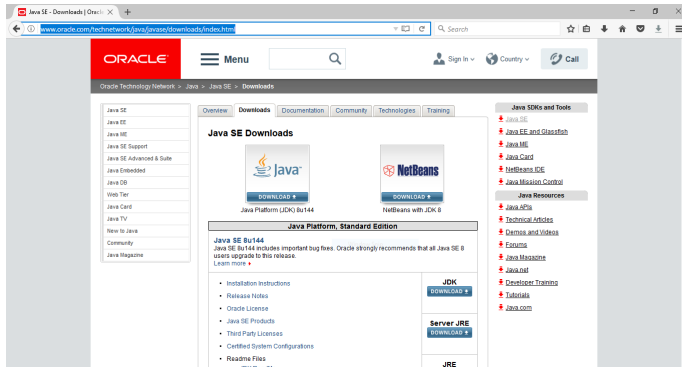 Java SE - Downloads | Oracle
www.oracle.com/technetwork/java/javase/downloads/index.html
Search
ORACLE
Menu
Sign In
Country
Call
Oracle Technology Network > Java > Java SE > Downloads
Java SE
Java EE
Java ME
Java SE Support
Java SE Advanced & Suite
Java Embedded
Java DB
Web Tier
Java Card
Java TV
New to Java
Community
Java Magazine
Overview Downloads Documentation Community Technologies Training
Java SE Downloads
Java
DOWNLOAD
Java Platform (JDK) 8u144
NetBeans
DOWNLOAD
NetBeans with JDK 8
Java Platform, Standard Edition
Java SE 8u144
Java SE 8u144 includes important bug fixes. Oracle strongly recommends that all Java SE 8
users upgrade to this release.
Learn more
Installation Instructions
Release Notes
Oracle License
Java SE Products
Third Party Licenses
Certified System Configurations
Readme Files
JDK
DOWNLOAD
Server JRE
DOWNLOAD
JRE
Java SDKs and Tools
Java SE
Java EE and Glassfish
Java ME
Java Card
NetBeans IDE
Java Mission Control
Java Resources
Java APIs
Technical Articles
Demos and Videos
Forums
Java Magazine
Java.net
Developer Training
Tutorials
Java.com